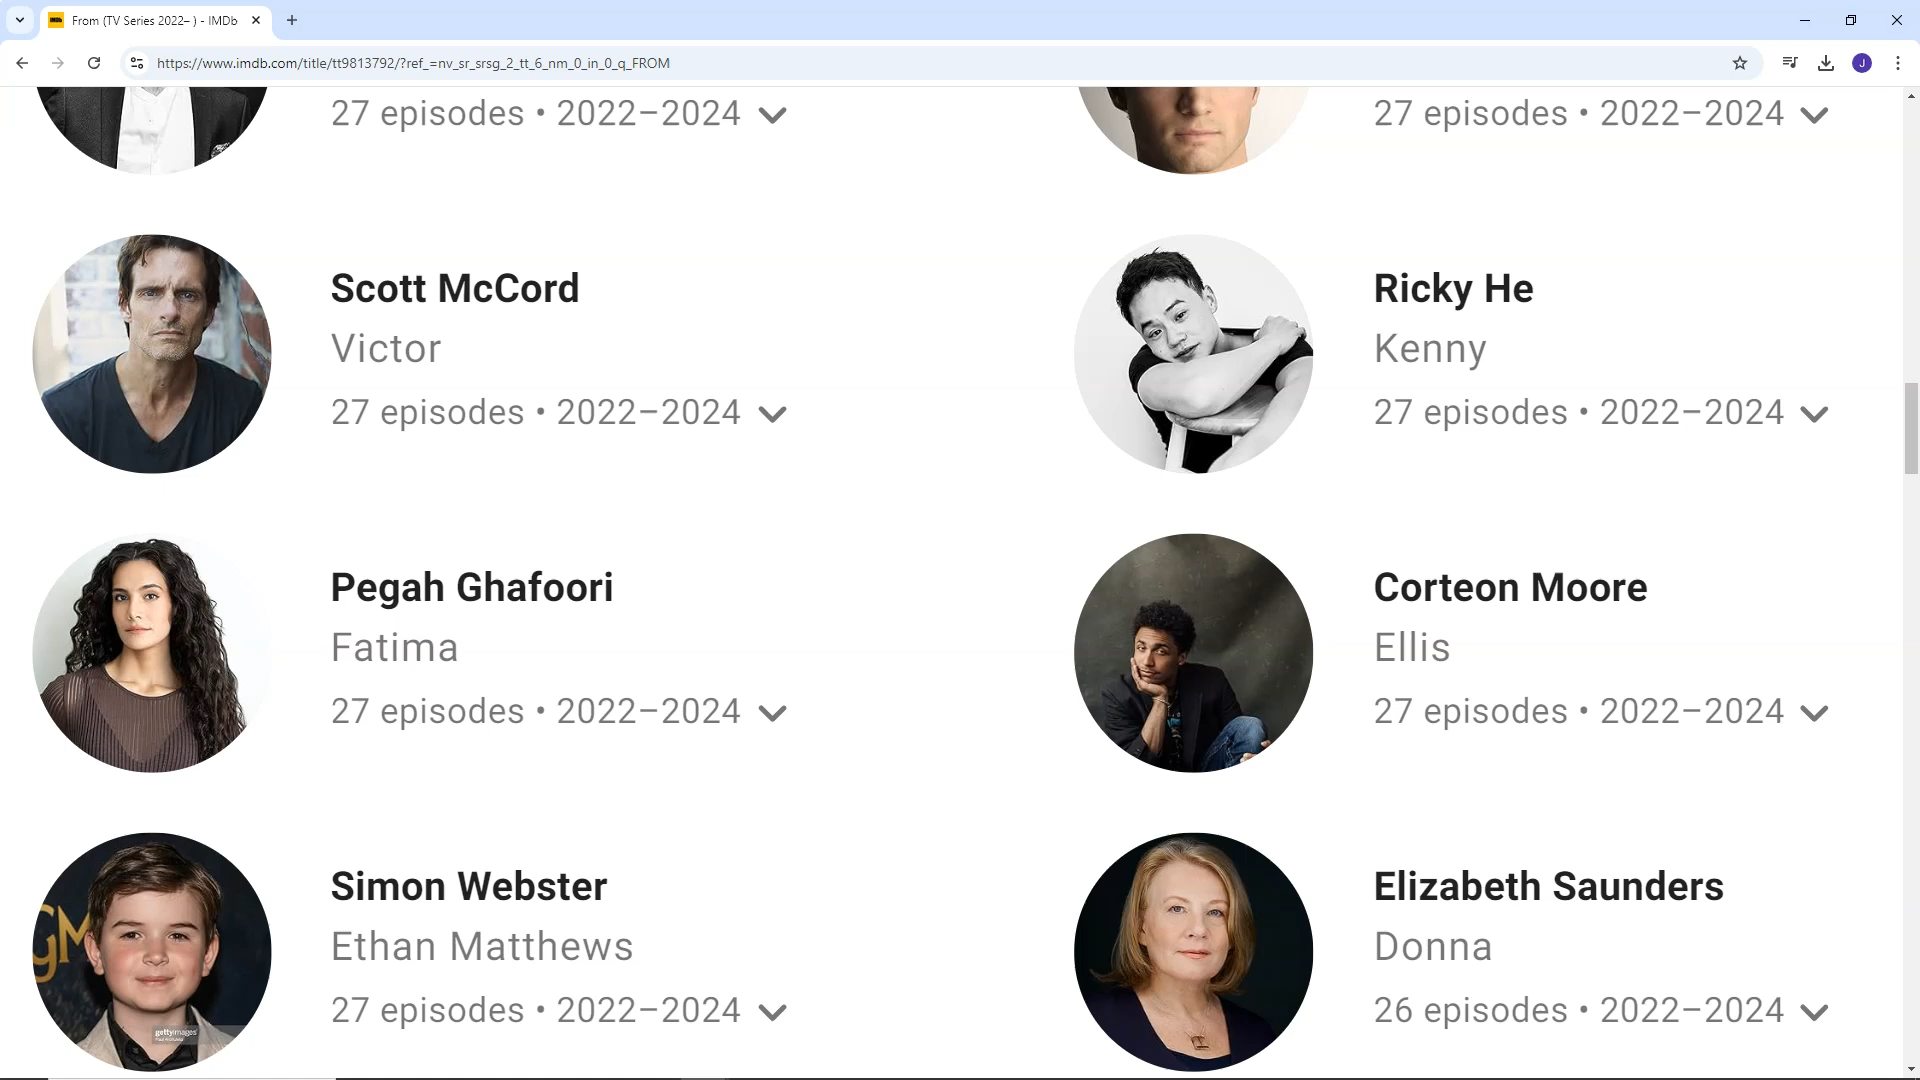 From (TV Series 2022– ) - IMDb
https://www.imdb.com/title/tt9813792/?ref_=nv_sr_srsg_2_tt_6_nm_0_in_0_q_FROM
J
27 episodes • 2022–2024
27 episodes • 2022–2024
Scott McCord
Victor
27 episodes • 2022–2024
Ricky He
Kenny
27 episodes • 2022–2024
Pegah Ghafoori
Fatima
27 episodes • 2022–2024
Corteon Moore
Ellis
27 episodes • 2022–2024
GM
gettyimages
Simon Webster
Ethan Matthews
27 episodes • 2022–2024
Elizabeth Saunders
Donna
26 episodes • 2022–2024